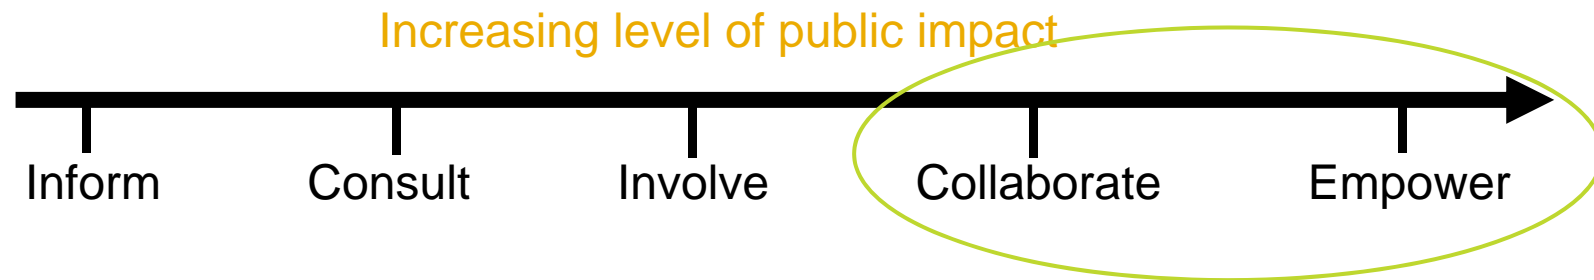 Increasing level of public impact
Inform Consult Involve Collaborate Empower